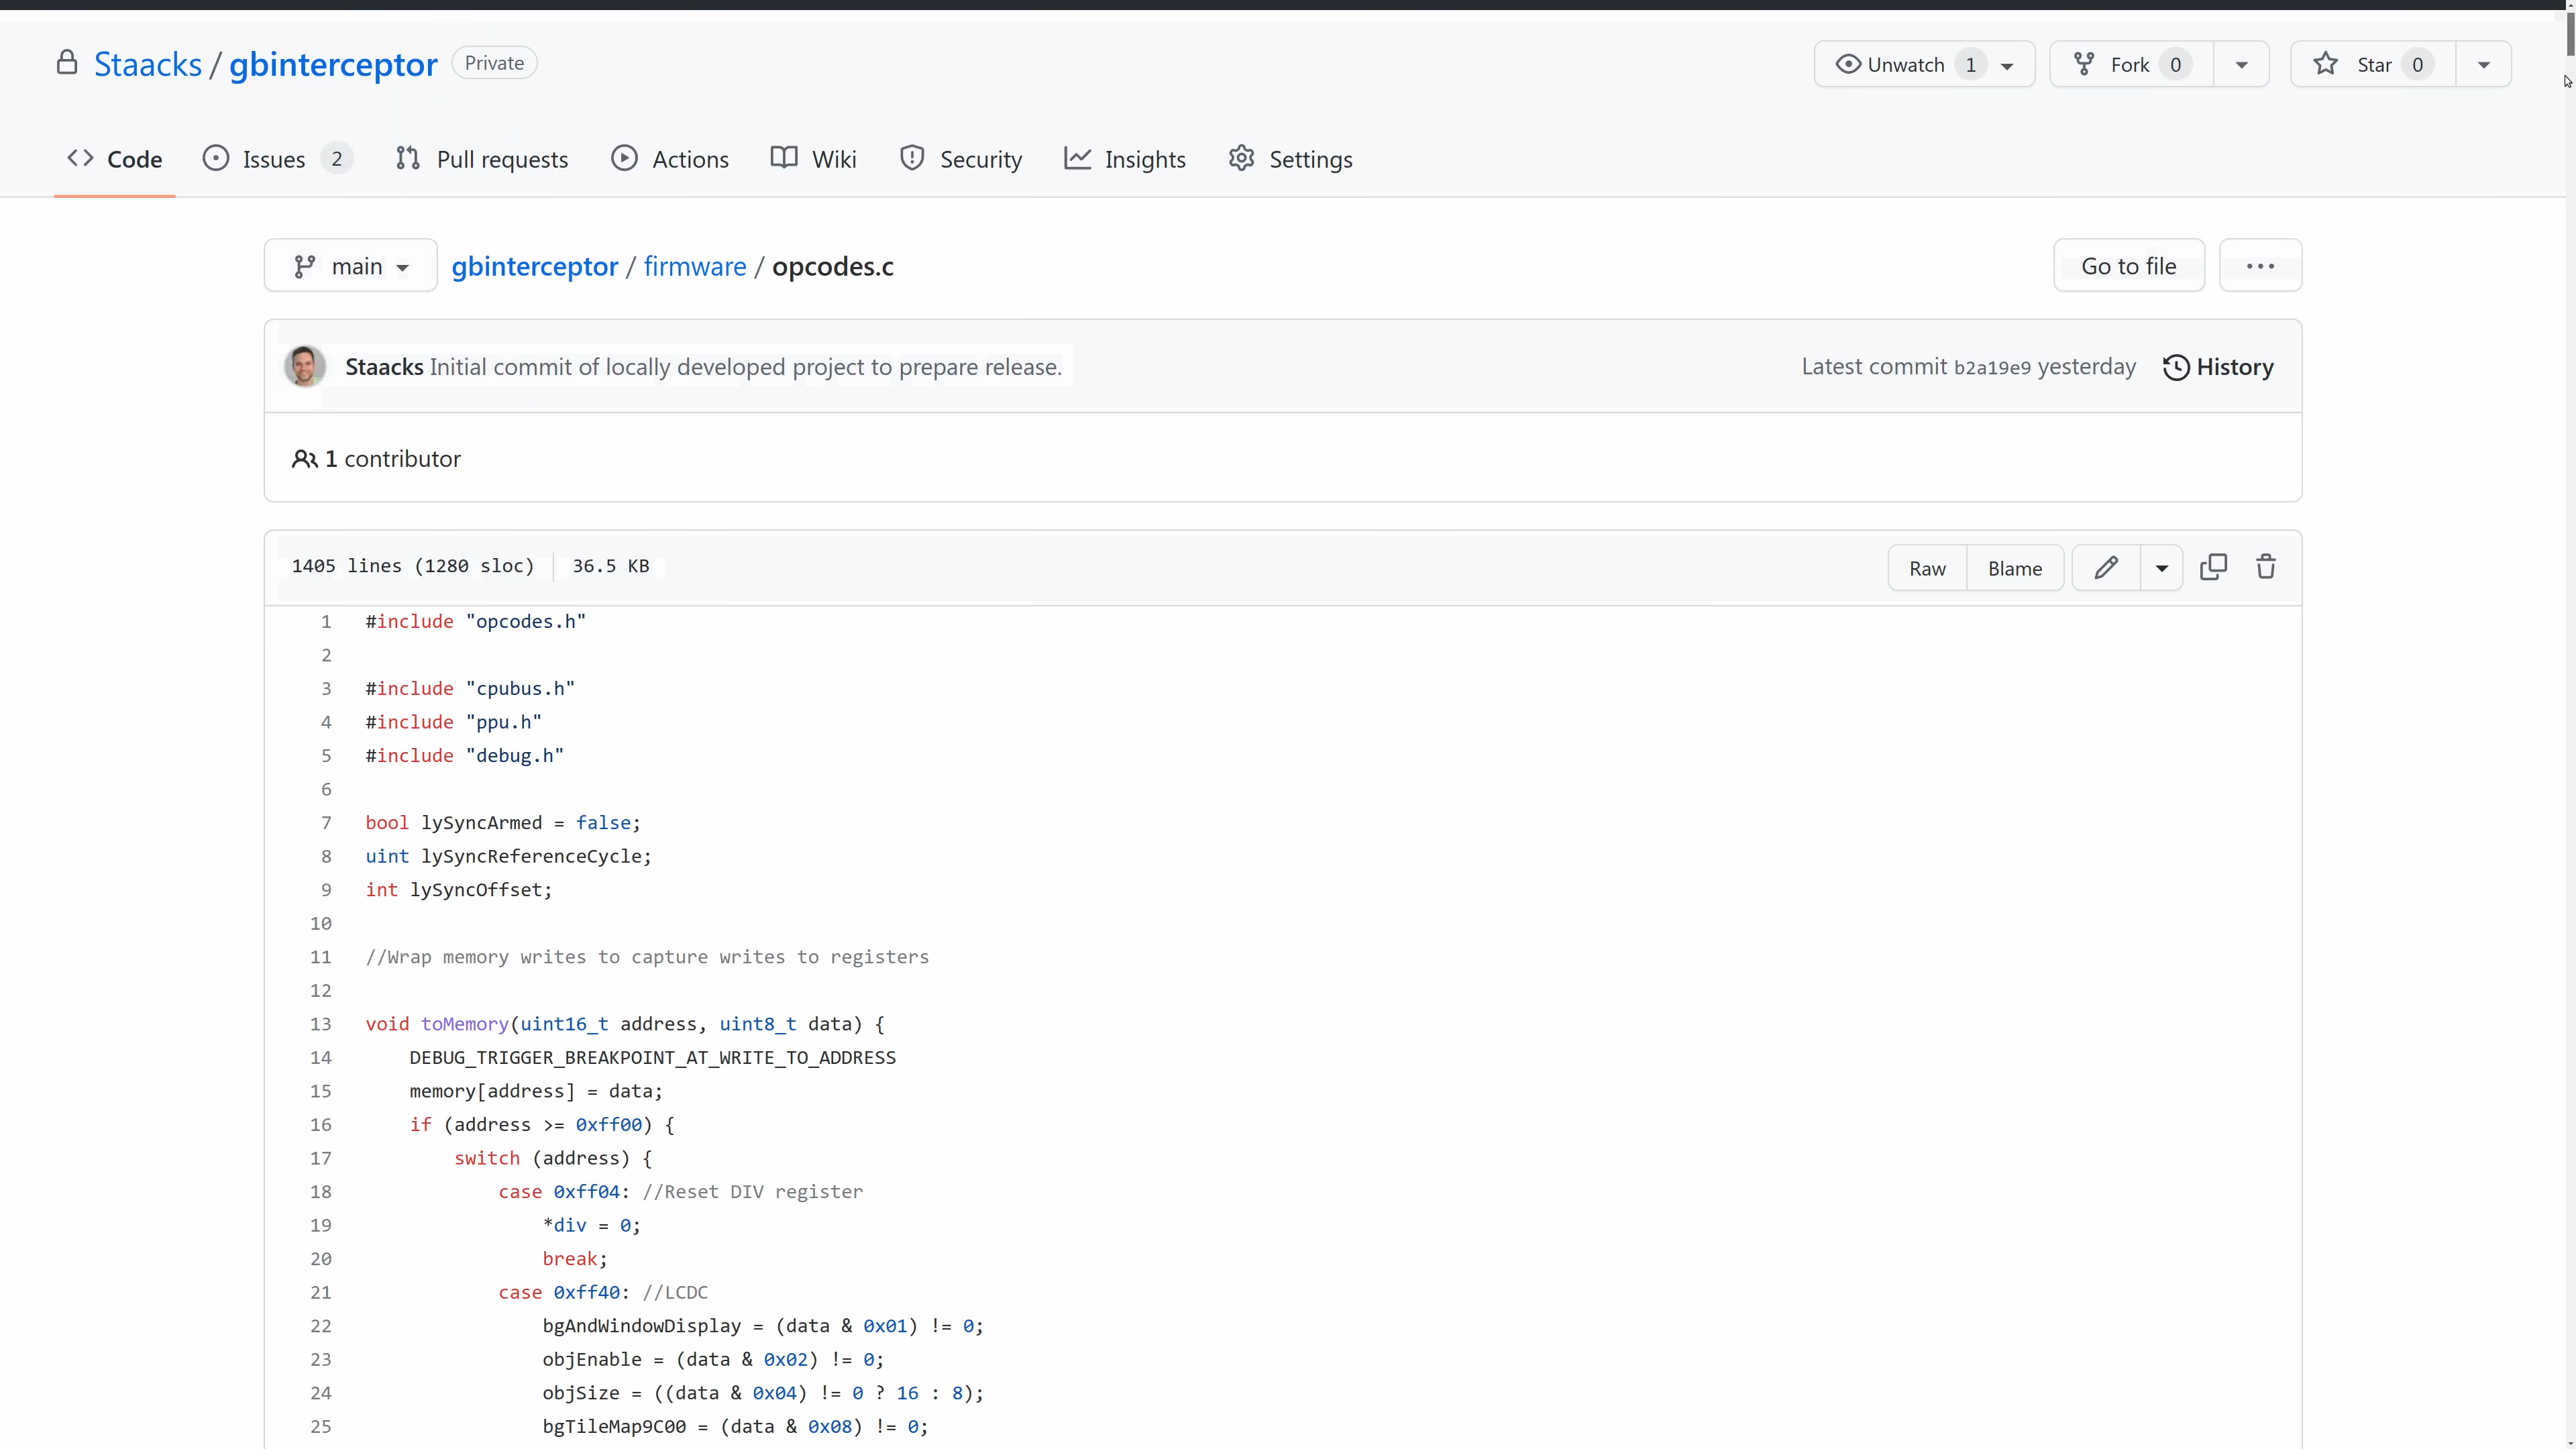 Staacks / gbinterceptor Private Unwatch 1 Fork 0 Star 0
Code Issues 2 Pull requests Actions Wiki Security Insights Settings
main gbinterceptor / firmware / opcodes.c Go to file ...
Staacks Initial commit of locally developed project to prepare release. Latest commit b2a19e9 yesterday History
1 contributor
1405 lines (1280 sloc) 36.5 KB Raw Blame
1 #include "opcodes.h"
2
3 #include "cpubus.h"
4 #include "ppu.h"
5 #include "debug.h"
6
7 bool lySyncArmed = false;
8 uint lySyncReferenceCycle;
9 int lySyncOffset;
10
11 //Wrap memory writes to capture writes to registers
12
13 void toMemory(uint16_t address, uint8_t data) {
14     DEBUG_TRIGGER_BREAKPOINT_AT_WRITE_TO_ADDRESS
15     memory[address] = data;
16     if (address >= 0xff00) {
17         switch (address) {
18             case 0xff04: //Reset DIV register
19                 *div = 0;
20                 break;
21             case 0xff40: //LCDC
22                 bgAndWindowDisplay = (data & 0x01) != 0;
23                 objEnable = (data & 0x02) != 0;
24                 objSize = ((data & 0x04) != 0 ? 16 : 8);
25                 bgTileMap9C00 = (data & 0x08) != 0;